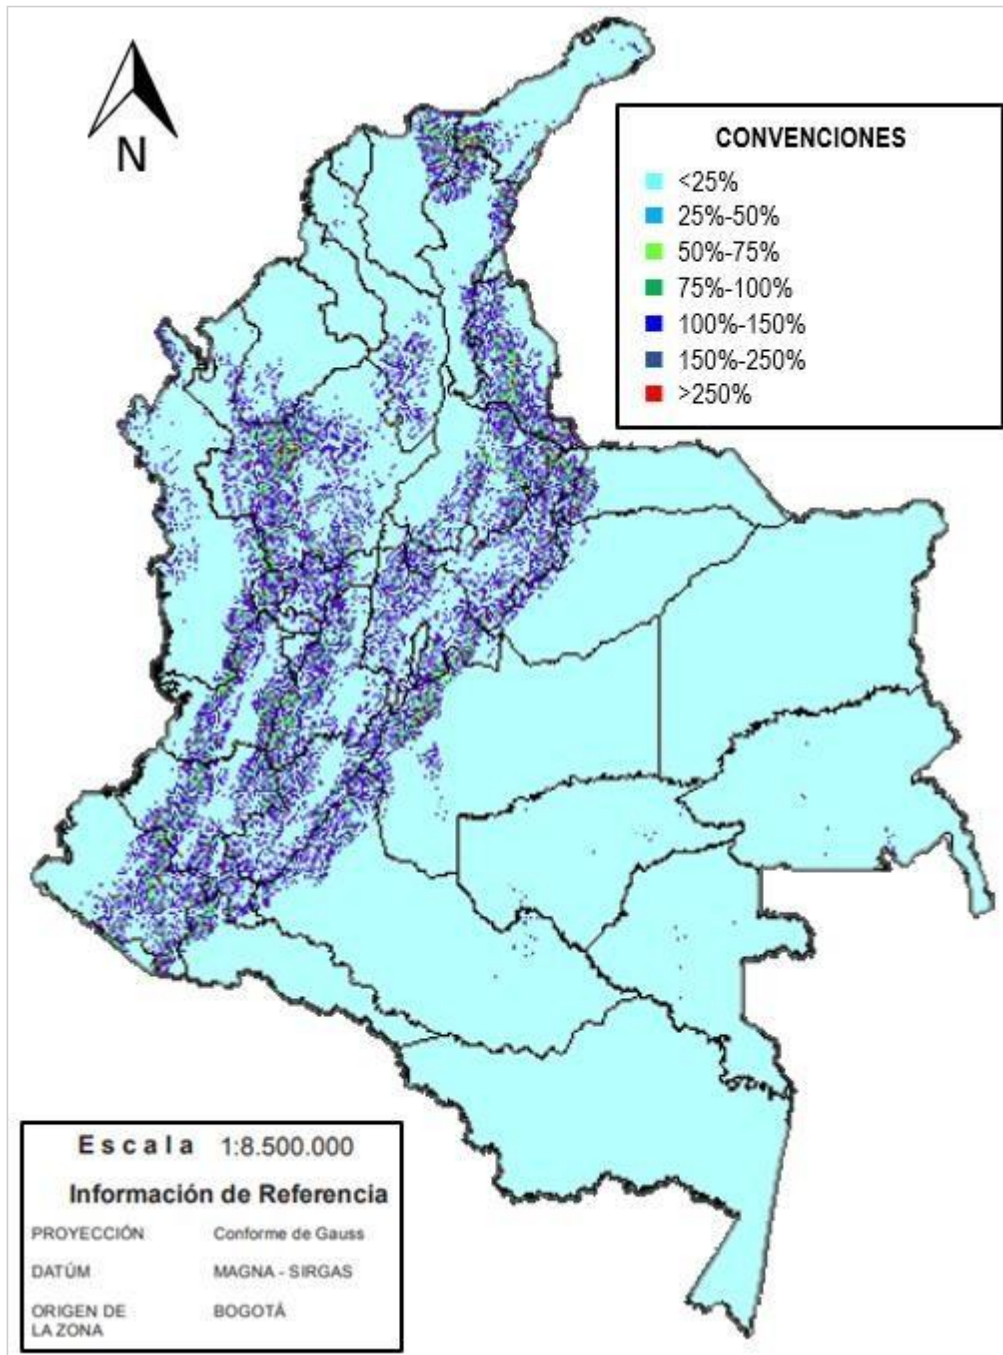 N
CONVENCIONES
<25%
25%-50%
50%-75%
75%-100%
100%-150%
150%-250%
>250%
Escala 1:8.500.000
Información de Referencia
PROYECCIÓN Conforme de Gauss
DATÚM MAGNA - SIRGAS
ORIGEN DE LA ZONA BOGOTÁ